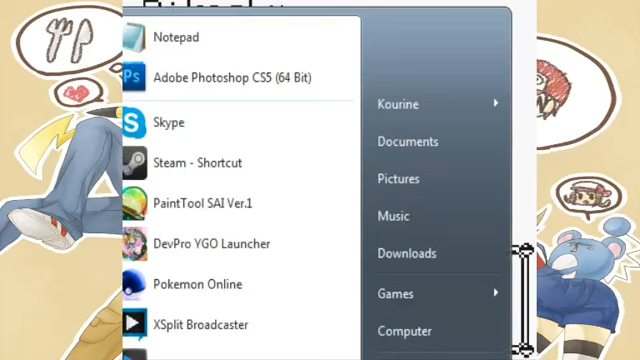 Notepad
Ps
Adobe Photoshop CS5 (64 Bit)
S
Skype
Steam - Shortcut
PaintTool SAI Ver.1
DevPro YGO Launcher
Pokemon Online
XSplit Broadcaster
Kourine
Documents
Pictures
Music
Downloads
Games
Computer